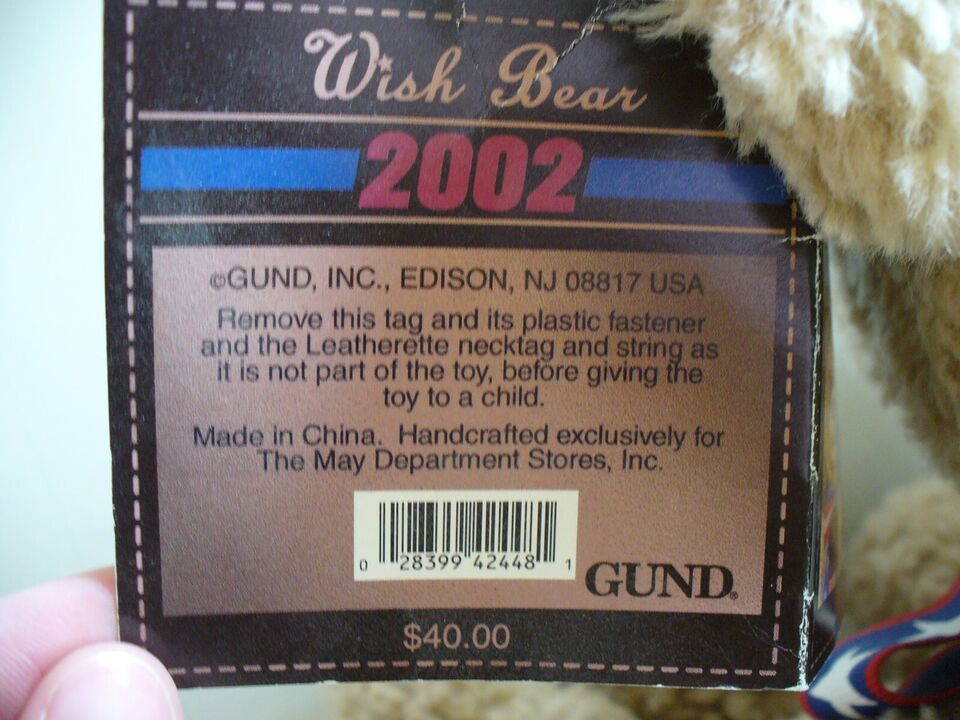 Wish Bear
2002
©GUND, INC., EDISON, NJ 08817 USA
Remove this tag and its plastic fastener
and the Leatherette necktag and string as
it is not part of the toy, before giving the
toy to a child.
Made in China. Handcrafted exclusively for
The May Department Stores, Inc.
0 28399 42448 1
GUND®
$40.00